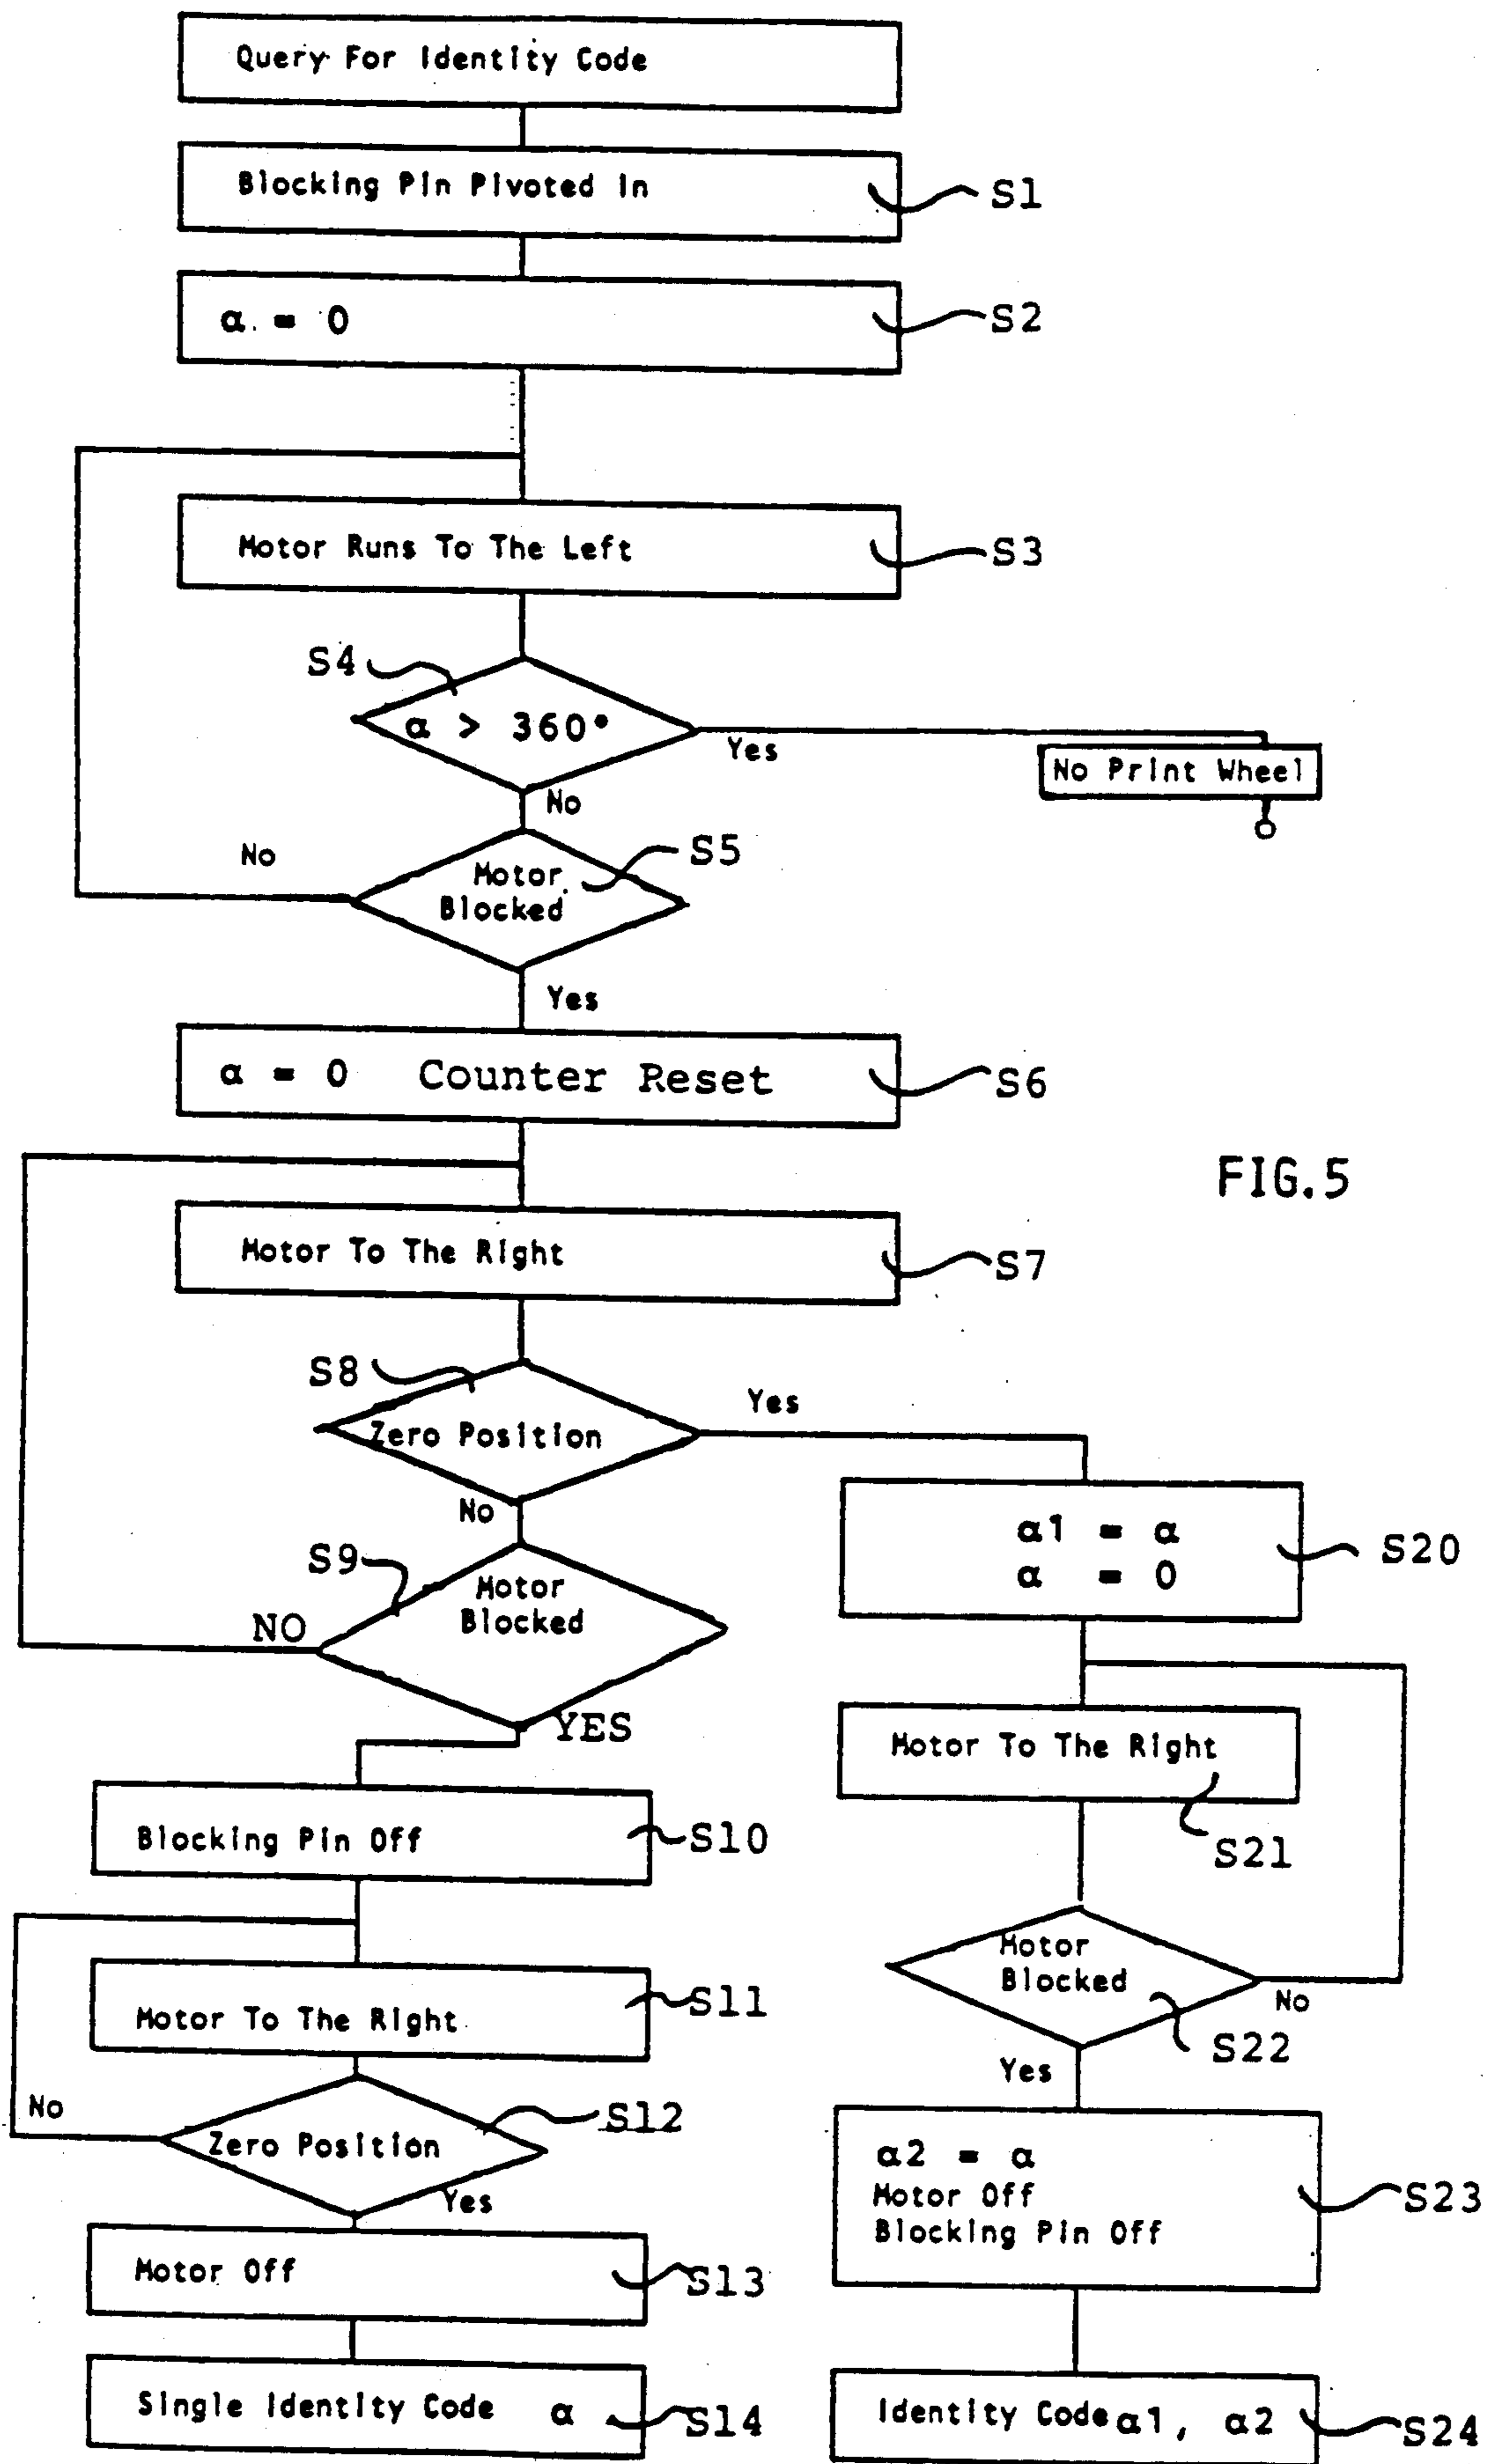 Query For Identity Code
Blocking Pin Pivoted In
S1
α = 0
S2
Motor Runs To The Left
S3
S4
α > 360°
Yes
No Print Wheel
No
No
S5
Motor
Blocked
Yes
α = 0 Counter Reset
S6
FIG.5
Motor To The Right
S7
S8
Yes
Zero Position
No
α1 = α
α = 0
S20
S9
Motor
Blocked
NO
YES
Motor To The Right
S21
Blocking Pin Off
S10
Motor
Blocked
No
S22
Yes
Motor To The Right
S11
No
S12
Zero Position
Yes
α2 = α
Motor Off
Blocking Pin Off
S23
Motor Off
S13
Single Identity Code α
S14
Identity Code α1, α2
S24